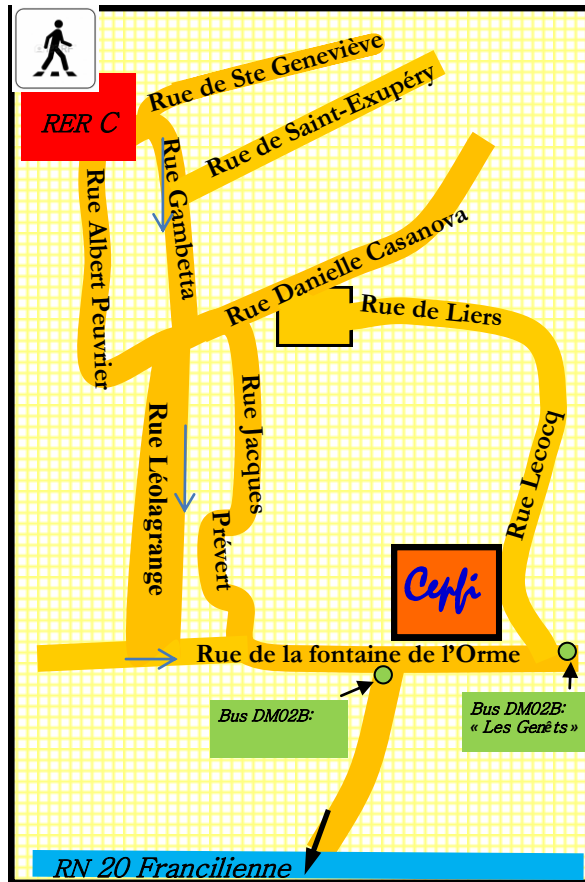 RER C
Rue de Ste Geneviève
Rue de Saint-Exupéry
Rue Gambetta
Rue Albert Peuvrier
Rue Danielle Casanova
Rue de Liers
Rue Jacques
Prévert
Rue Léolagrange
Rue Lecocq
Cepfi
Rue de la fontaine de l’Orme
Bus DM02B:
Bus DM02B:
« Les Genêts »
RN 20 Francilienne